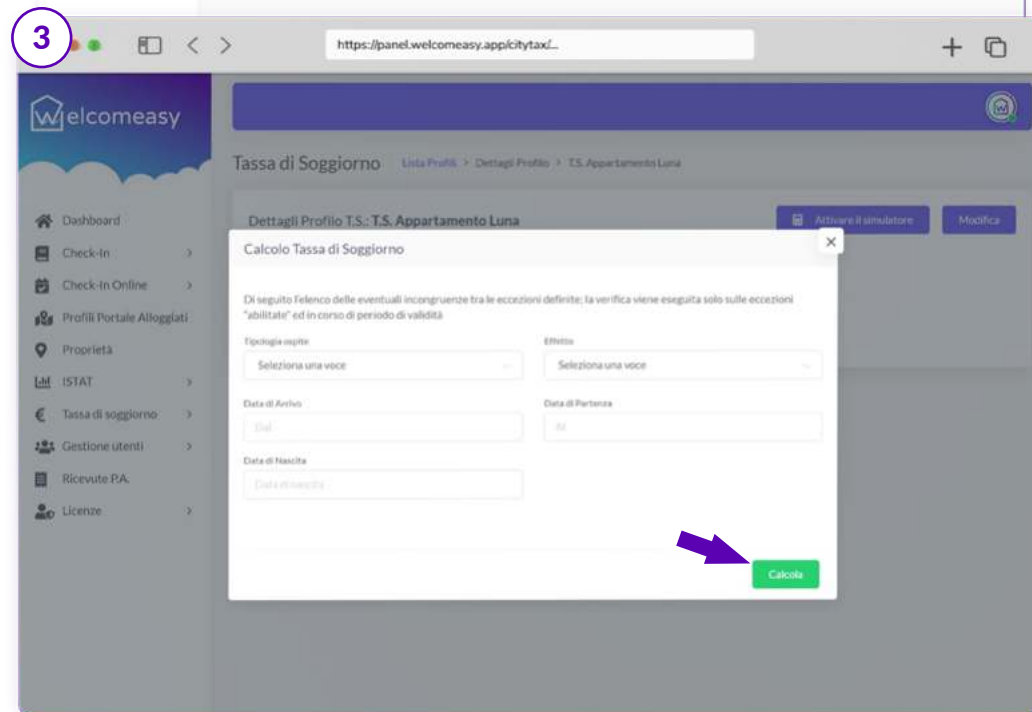 3
https://panel.welcomeasy.app/citytax/...
Welcomeasy
Tassa di Soggiorno Lista Profili > Dettagli Profilo > T.S. Appartamento Luna
Dashboard
Check-In
Check-In Online
Profili Portale Alloggiati
Proprietà
ISTAT
Tassa di soggiorno
Gestione utenti
Ricevute P.A.
Licenze
Dettagli Profilo T.S.: T.S. Appartamento Luna
Attivare il simulatore
Modifica
Calcolo Tassa di Soggiorno
Di seguito l'elenco delle eventuali incongruenze tra le eccezioni definite; la verifica viene eseguita solo sulle eccezioni
"abilitate" ed in corso di periodo di validità
Tipologia ospite
Effetto
Seleziona una voce
Seleziona una voce
Data di Arrivo
Data di Partenza
Dal
Al
Data di Nascita
Data di nascita
Calcola